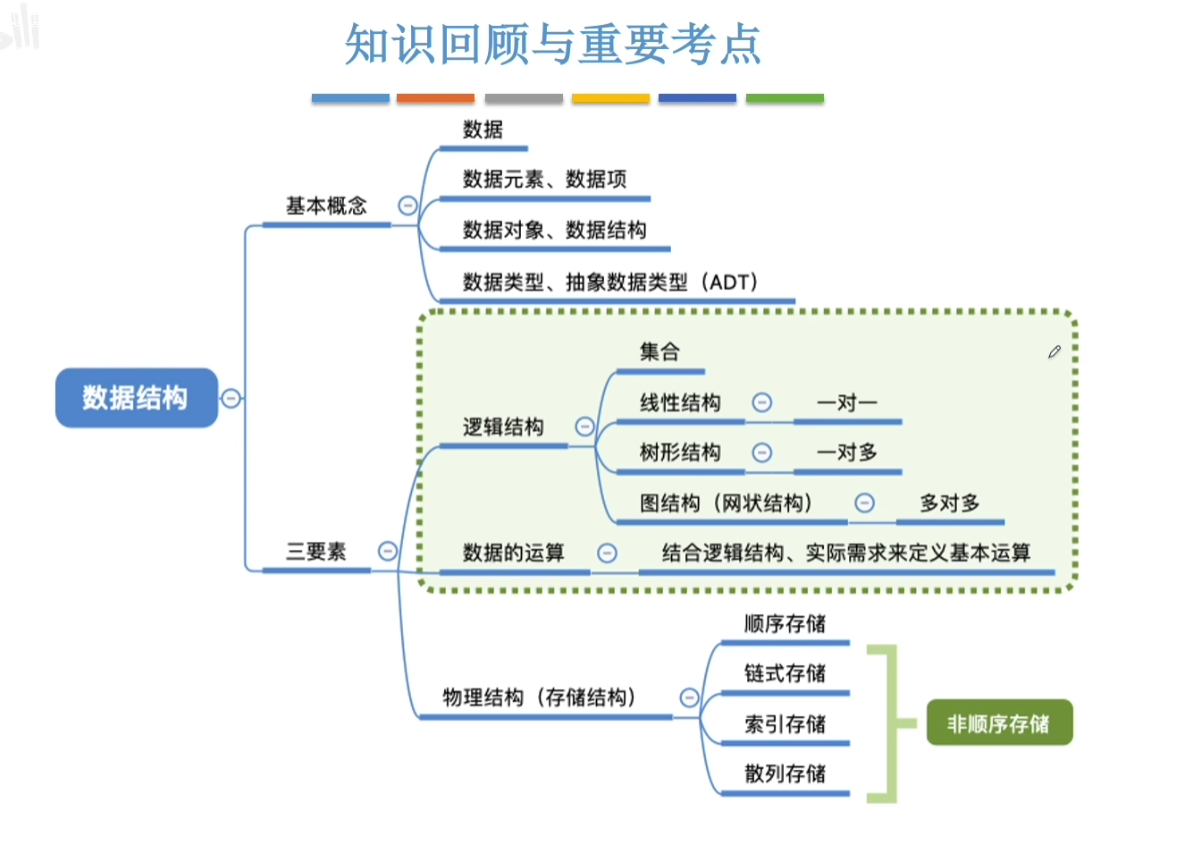 知识回顾与重要考点
数据
数据元素、数据项
基本概念
数据对象、数据结构
数据类型、抽象数据类型（ADT）
集合
数据结构
线性结构
一对一
逻辑结构
树形结构
一对多
图结构（网状结构）
多对多
三要素
数据的运算
结合逻辑结构、实际需求来定义基本运算
顺序存储
链式存储
物理结构（存储结构）
索引存储
非顺序存储
散列存储